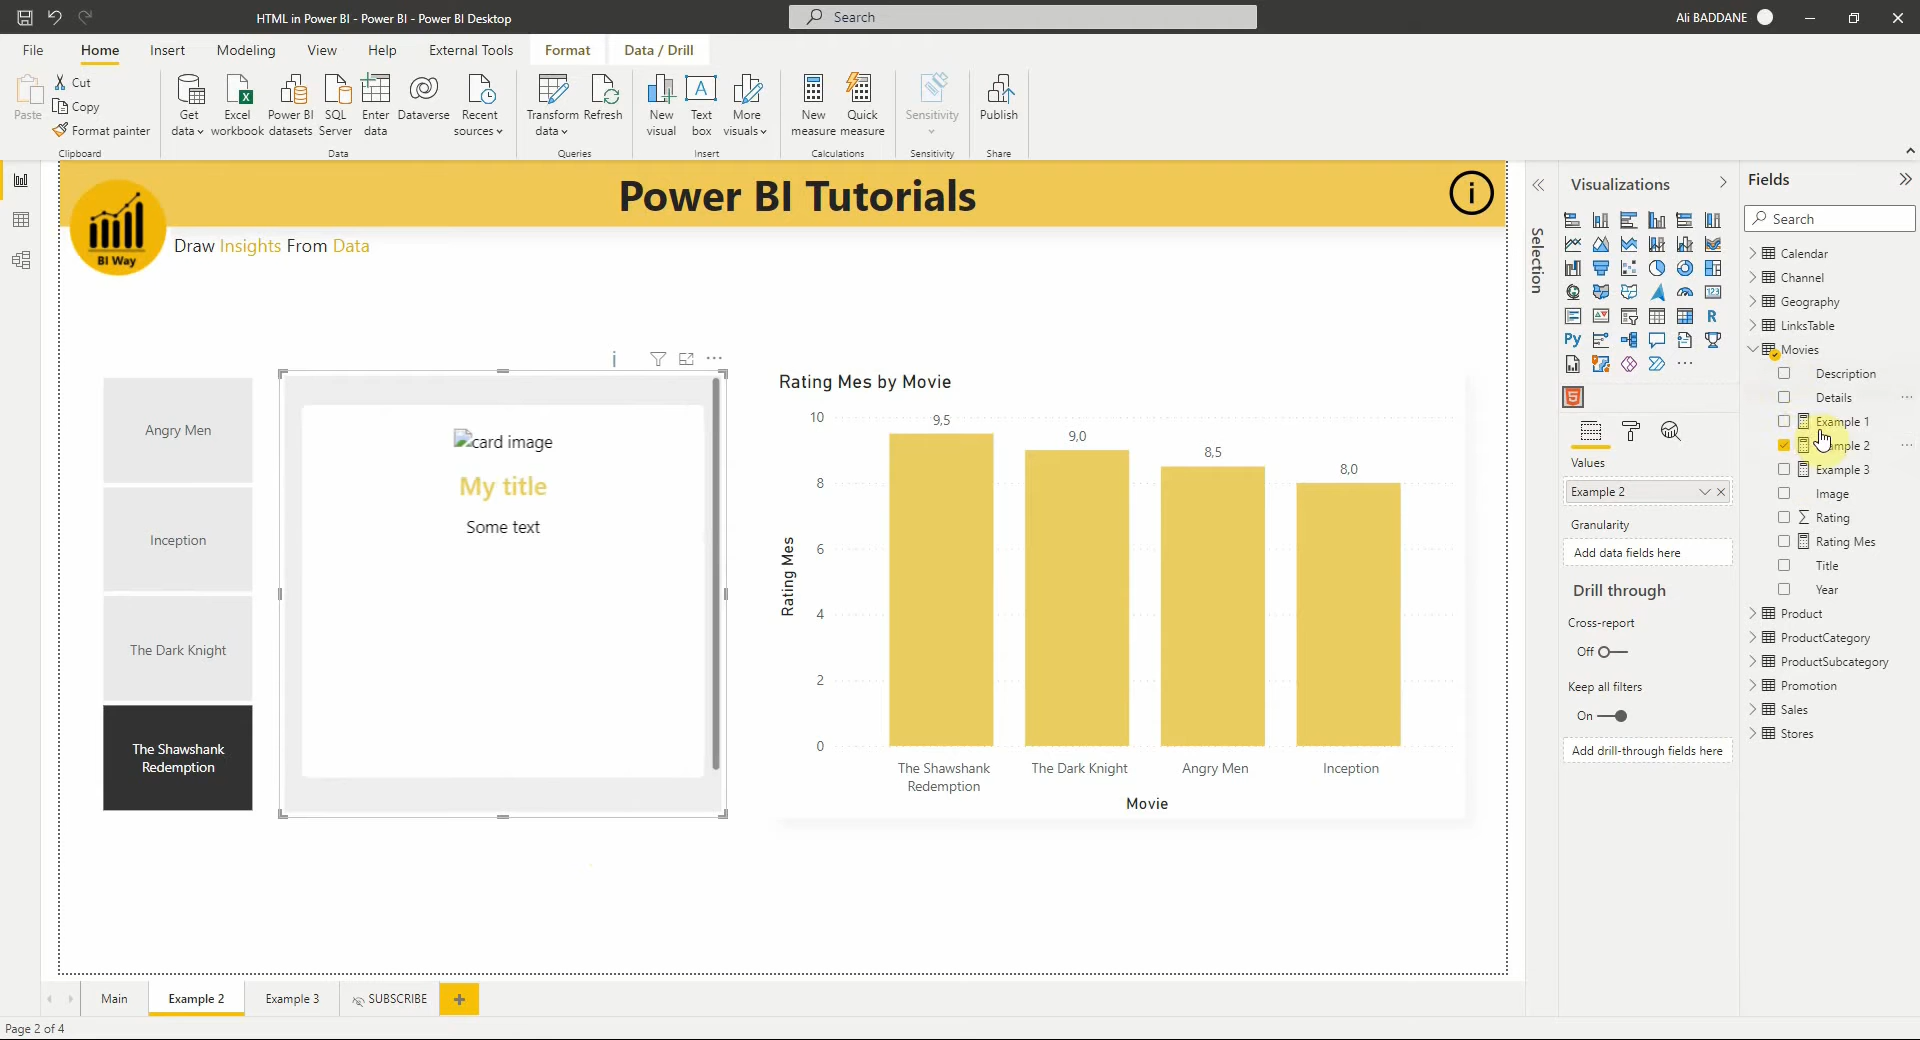 HTML in Power BI - Power BI - Power BI Desktop
Search
Ali BADDANE
File
Home
Insert
Modeling
View
Help
External Tools
Format
Data / Drill
Paste
Cut
Copy
Format painter
Clipboard
Get data
Excel workbook
Power BI datasets
SQL Server
Enter data
Dataverse
Recent sources
Data
Transform data
Refresh
Queries
New visual
Text box
More visuals
Insert
New measure
Quick measure
Calculations
Sensitivity
Sensitivity
Publish
Share
Power BI Tutorials
BI Way
Draw Insights From Data
Angry Men
Inception
The Dark Knight
The Shawshank
Redemption
card image
My title
Some text
Rating Mes by Movie
Rating Mes
10
8
6
4
2
0
9,5
9,0
8,5
8,0
The Shawshank
Redemption
The Dark Knight
Angry Men
Inception
Movie
Selection
Visualizations
123
R
Py
Values
Example 2
Granularity
Add data fields here
Drill through
Cross-report
Off
Keep all filters
On
Add drill-through fields here
Fields
Search
Calendar
Channel
Geography
LinksTable
Movies
Description
Details
Example 1
mple 2
Example 3
Image
Rating
Rating Mes
Title
Year
Product
ProductCategory
ProductSubcategory
Promotion
Sales
Stores
Main
Example 2
Example 3
SUBSCRIBE
Page 2 of 4